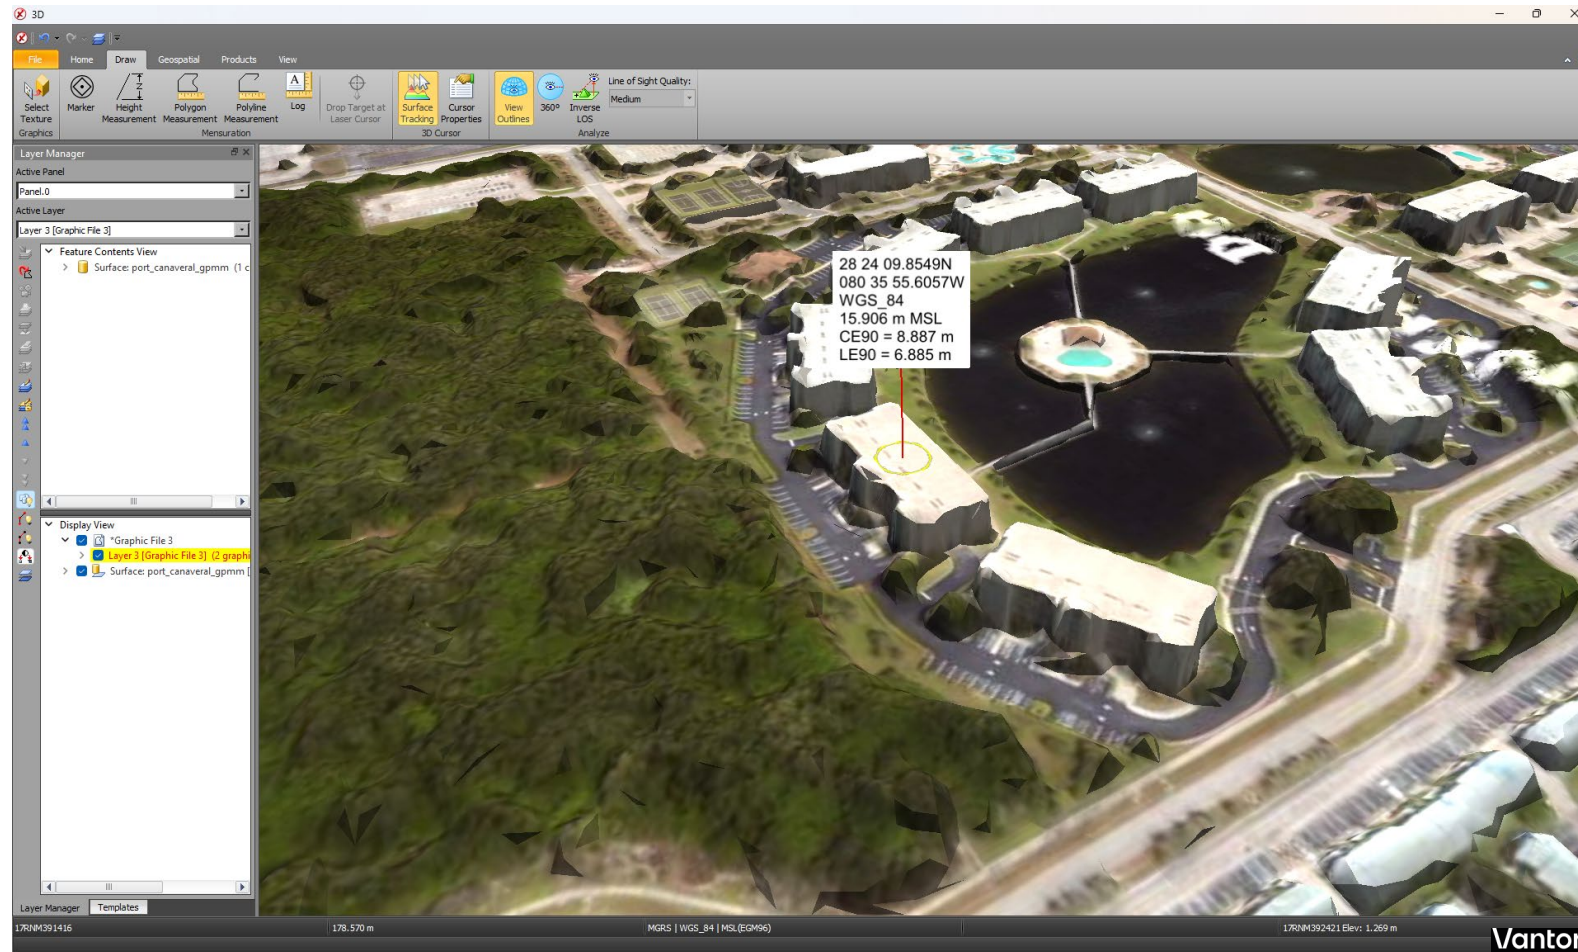 3D
File
Home
Draw
Geospatial
Products
View
Select Texture
Marker
Height Measurement
Polygon Measurement
Polyline Measurement
Log
Drop Target at Laser Cursor
Surface Tracking
Cursor Properties
View Outlines
360º
Inverse LOS
Line of Sight Quality:
Medium
Graphics
Mensuration
3D Cursor
Analyze
Layer Manager
Active Panel
Panel.0
Active Layer
Layer 3 [Graphic File 3]
Feature Contents View
Surface: port_canaveral_gpmm (1 c
28 24 09.8549N
080 35 55.6057W
WGS_84
15.906 m MSL
CE90 = 8.887 m
LE90 = 6.885 m
Display View
*Graphic File 3
Layer 3 [Graphic File 3] (2 graphi
Surface: port_canaveral_gpmm [
Layer Manager
Templates
17RNM391416
178.570 m
MGRS | WGS_84 | MSL(EGM96)
17RNM392421 Elev: 1.269 m
Vantor